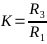 K = R₃/R₁